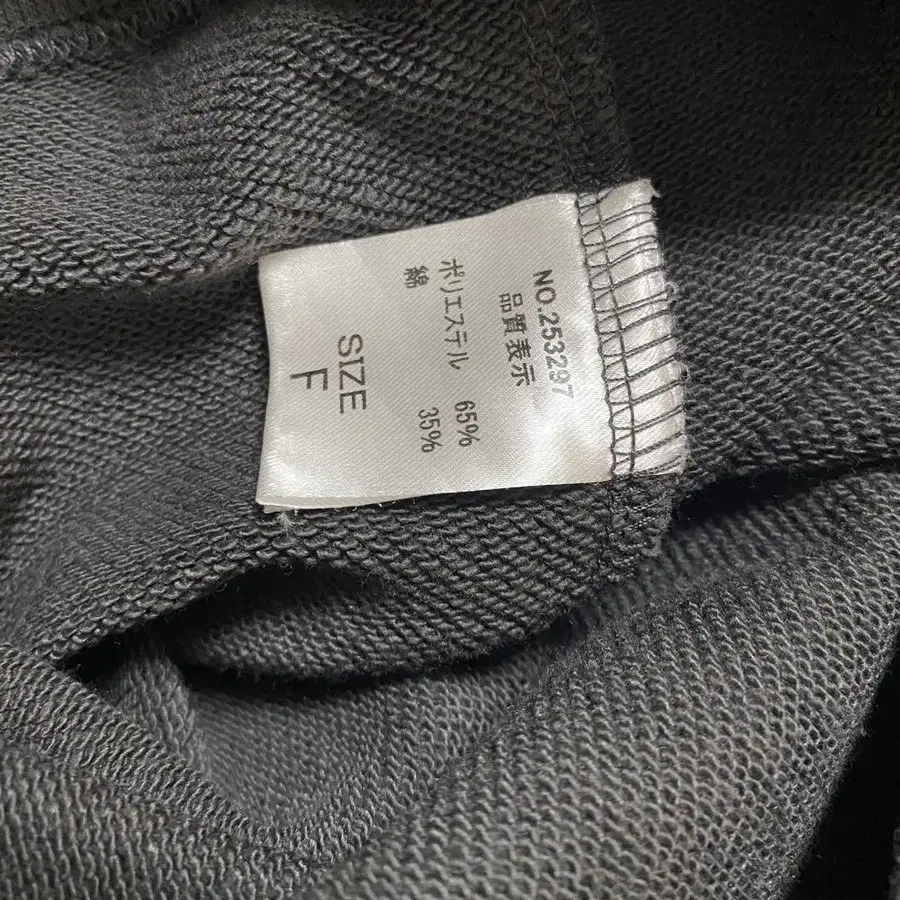 NO.253297
品質表示
ポリエステル 65%
綿 35%
SIZE
F